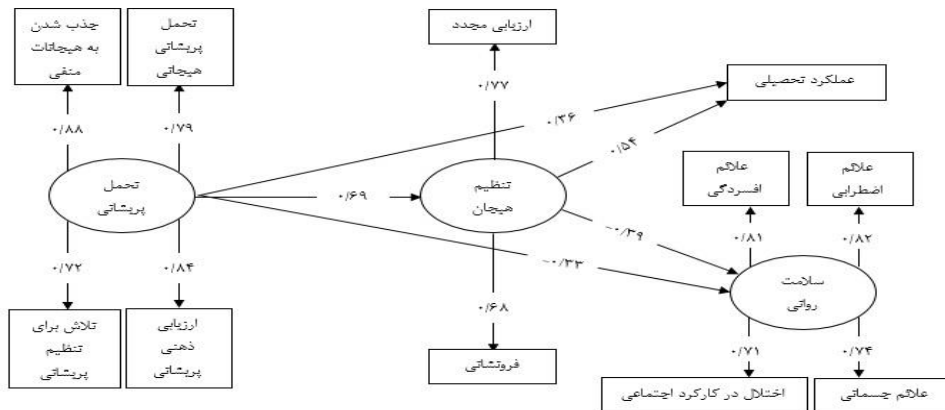 جذب شدن
به هیجانات
منفی
تحمل
پریشانی
هیجانی
ارزیابی مجدد
عملکرد تحصیلی
۰/۸۸
۰/۷۹
۰/۷۷
۰/۳۶
۰/۵۴
تحمل
پریشانی
۰/۶۹
تنظیم
هیجان
علائم
افسردگی
علائم
اضطرابی
-۰/۳۹
-۰/۳۳
۰/۸۱
۰/۸۲
سلامت
روانی
۰/۷۲
۰/۸۴
۰/۶۸
۰/۷۱
۰/۷۴
تلاش برای
تنظیم
پریشانی
ارزیابی
ذهنی
پریشانی
فرونشانی
اختلال در کارکرد اجتماعی
علائم جسمانی